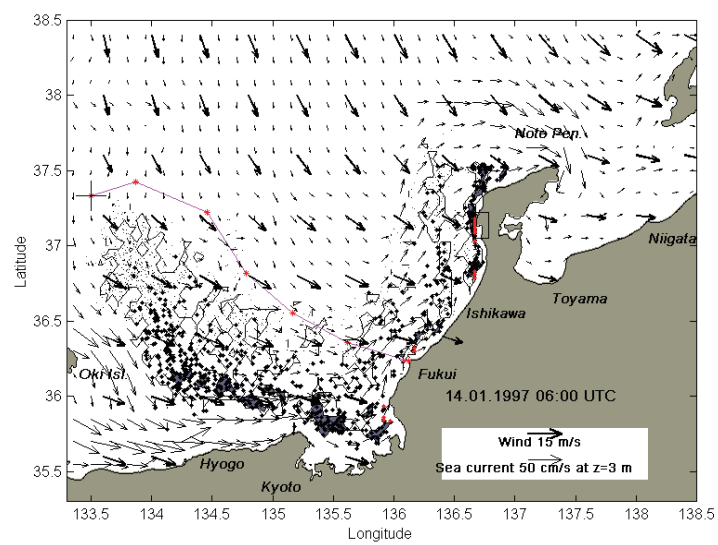 38.5
38
37.5
37
36.5
36
35.5
Latitude
Noto Pen.
Niigata
Toyama
Ishikawa
Oki Isl.
Fukui
14.01.1997 06:00 UTC
Wind 15 m/s
Sea current 50 cm/s at z=3 m
Hyogo
Kyoto
133.5 134 134.5 135 135.5 136 136.5 137 137.5 138 138.5
Longitude